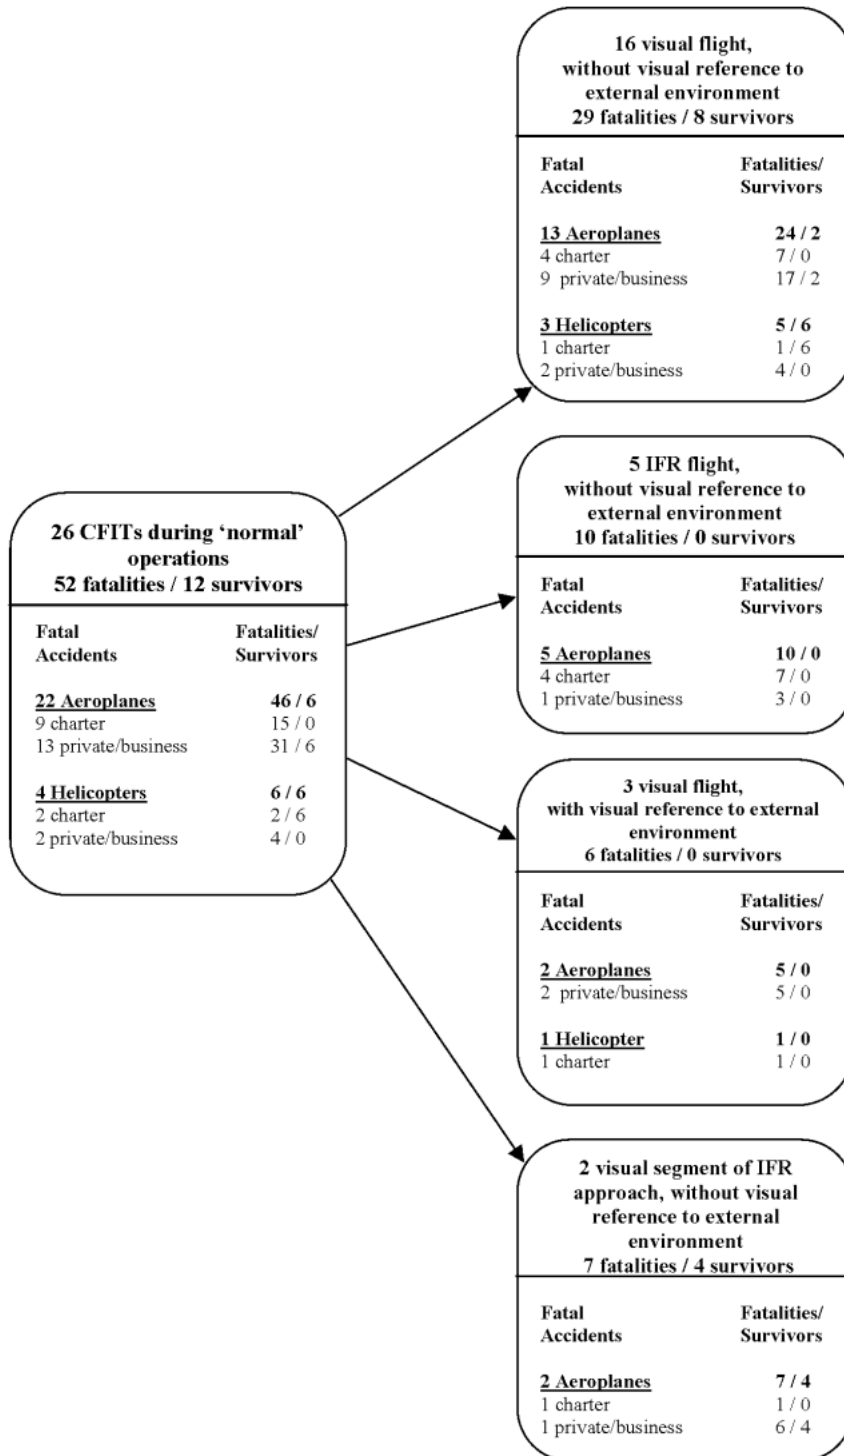 16 visual flight,
without visual reference to
external environment
29 fatalities / 8 survivors
Fatal Fatalities/
Accidents Survivors
13 Aeroplanes 24 / 2
4 charter 7 / 0
9 private/business 17 / 2
3 Helicopters 5 / 6
1 charter 1 / 6
2 private/business 4 / 0
5 IFR flight,
without visual reference to
external environment
10 fatalities / 0 survivors
Fatal Fatalities/
Accidents Survivors
5 Aeroplanes 10 / 0
4 charter 7 / 0
1 private/business 3 / 0
26 CFITs during ‘normal’
operations
52 fatalities / 12 survivors
Fatal Fatalities/
Accidents Survivors
22 Aeroplanes 46 / 6
9 charter 15 / 0
13 private/business 31 / 6
4 Helicopters 6 / 6
2 charter 2 / 6
2 private/business 4 / 0
3 visual flight,
with visual reference to external
environment
6 fatalities / 0 survivors
Fatal Fatalities/
Accidents Survivors
2 Aeroplanes 5 / 0
2 private/business 5 / 0
1 Helicopter 1 / 0
1 charter 1 / 0
2 visual segment of IFR
approach, without visual
reference to external
environment
7 fatalities / 4 survivors
Fatal Fatalities/
Accidents Survivors
2 Aeroplanes 7 / 4
1 charter 1 / 0
1 private/business 6 / 4